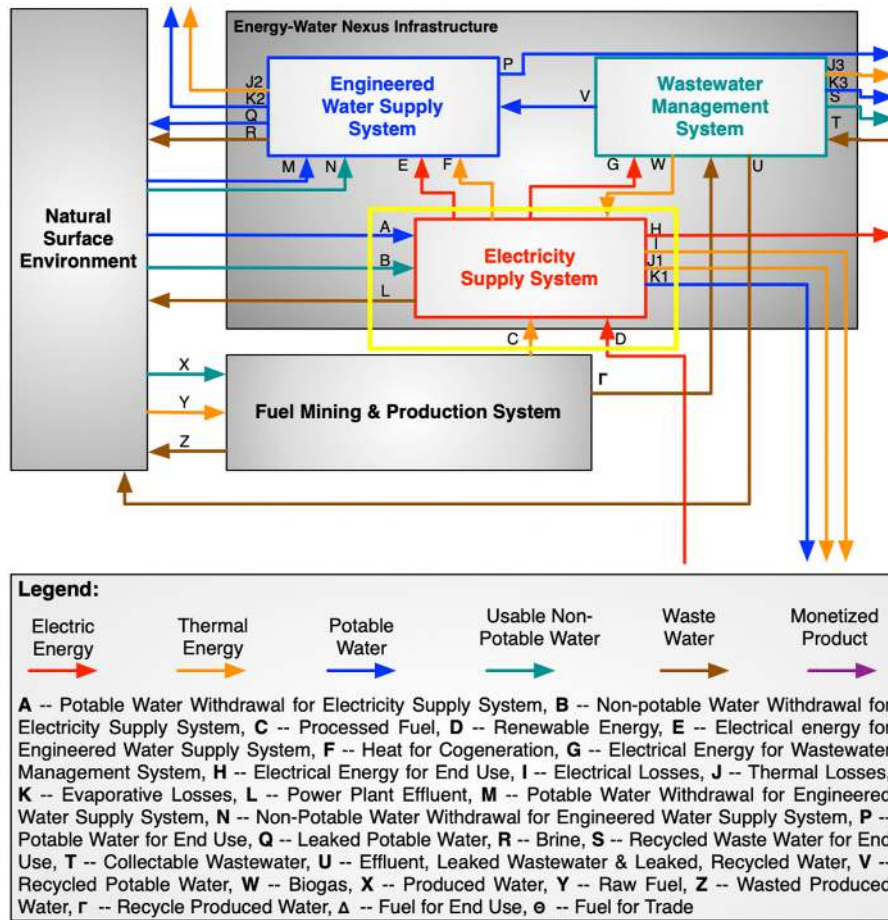 Energy-Water Nexus Infrastructure
J2
K2
Q
R
Engineered
Water Supply
System
P
V
Wastewater
Management
System
J3
K3
S
T
M
N
E
F
G
W
U
Natural
Surface
Environment
A
B
L
Electricity
Supply System
H
I
J1
K1
C
D
X
Y
Z
Fuel Mining & Production System
Γ
Legend:
Electric
Energy
Thermal
Energy
Potable
Water
Usable Non-
Potable Water
Waste
Water
Monetized
Product
A -- Potable Water Withdrawal for Electricity Supply System, B -- Non-potable Water Withdrawal for
Electricity Supply System, C -- Processed Fuel, D -- Renewable Energy, E -- Electrical energy for
Engineered Water Supply System, F -- Heat for Cogeneration, G -- Electrical Energy for Wastewater
Management System, H -- Electrical Energy for End Use, I -- Electrical Losses, J -- Thermal Losses,
K -- Evaporative Losses, L -- Power Plant Effluent, M -- Potable Water Withdrawal for Engineered
Water Supply System, N -- Non-Potable Water Withdrawal for Engineered Water Supply System, P --
Potable Water for End Use, Q -- Leaked Potable Water, R -- Brine, S -- Recycled Waste Water for End
Use, T -- Collectable Wastewater, U -- Effluent, Leaked Wastewater & Leaked, Recycled Water, V --
Recycled Potable Water, W -- Biogas, X -- Produced Water, Y -- Raw Fuel, Z -- Wasted Produced
Water, Γ -- Recycle Produced Water, Δ -- Fuel for End Use, Θ -- Fuel for Trade